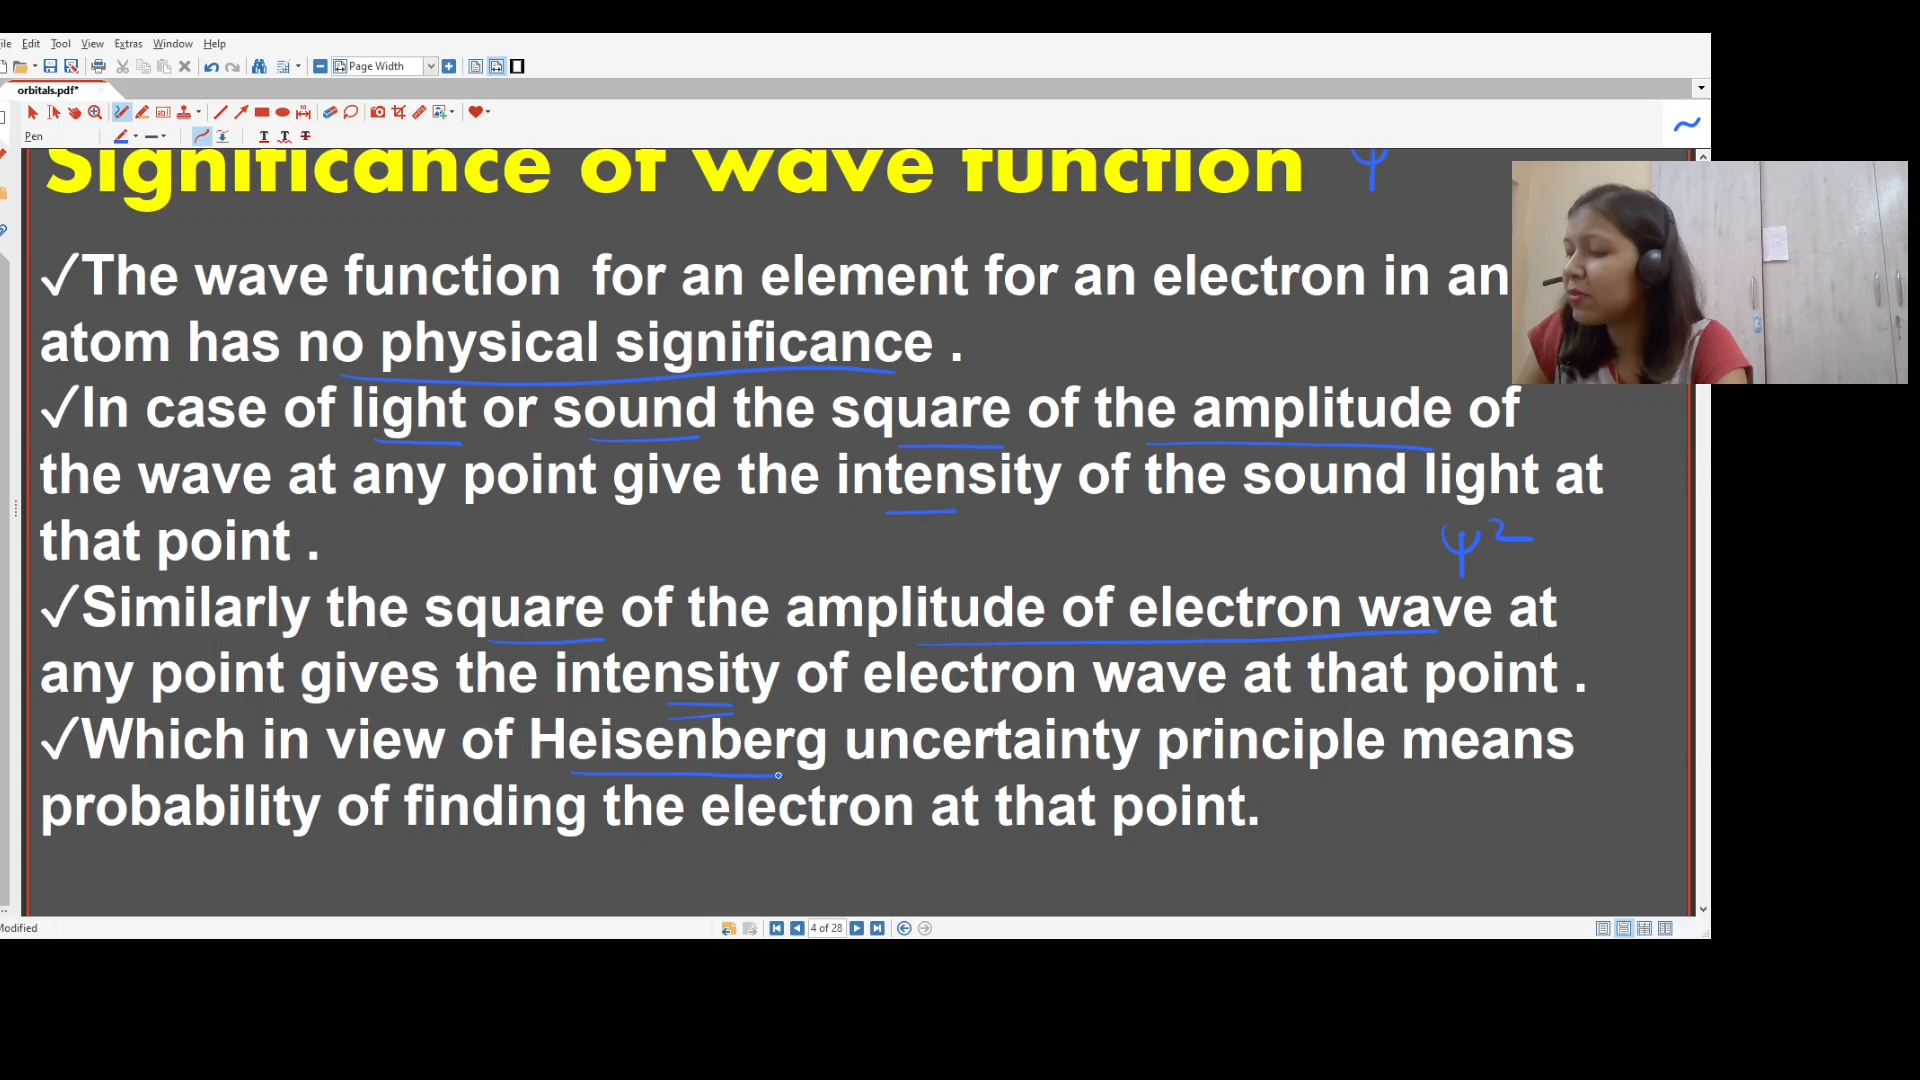 ile Edit Tool View Extras Window Help
Page Width
orbitals.pdf*
Pen
Significance of wave function ψ
✓The wave function for an element for an electron in an
atom has no physical significance .
✓In case of light or sound the square of the amplitude of
the wave at any point give the intensity of the sound light at
that point .
ψ²
✓Similarly the square of the amplitude of electron wave at
any point gives the intensity of electron wave at that point .
✓Which in view of Heisenberg uncertainty principle means
probability of finding the electron at that point.
Modified
4 of 28